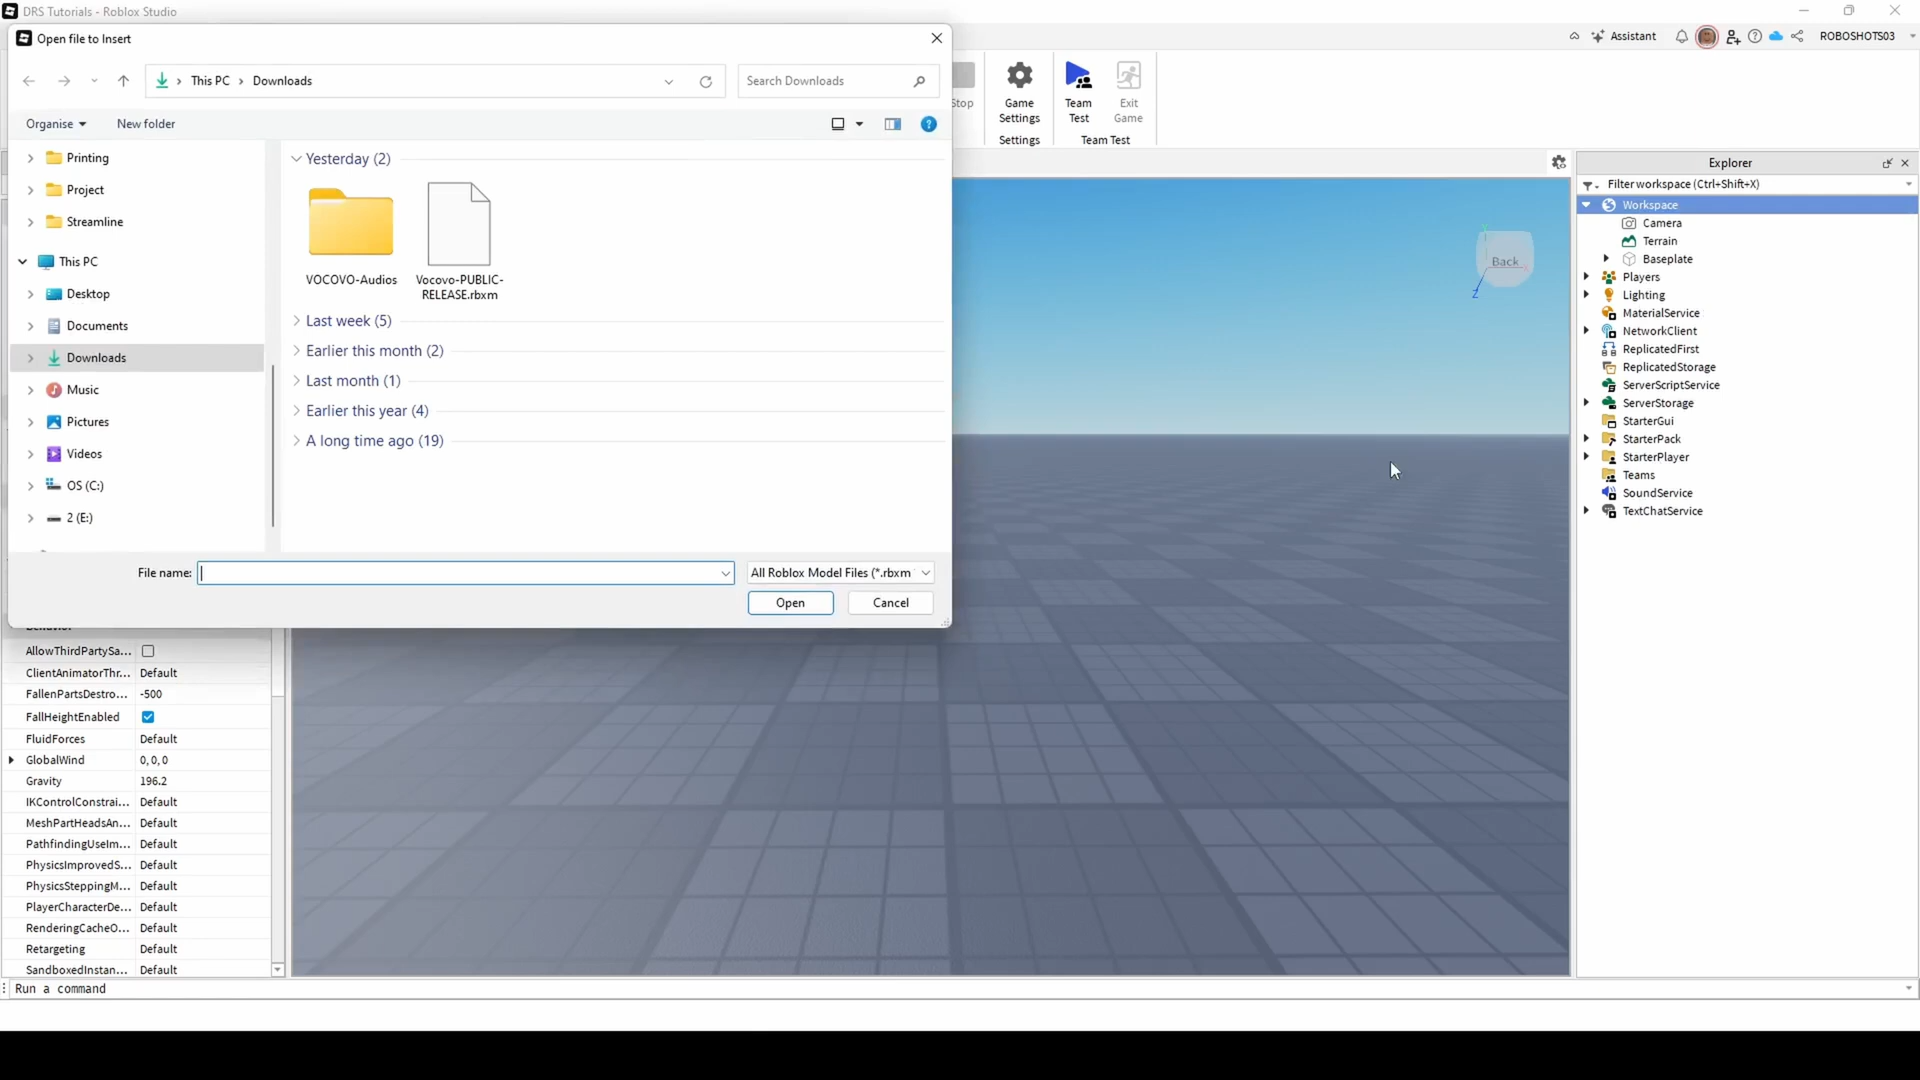 DRS Tutorials - Roblox Studio
Open file to Insert
Assistant
ROBOSHOTS03
This PC
Downloads
Search Downloads
Stop
Game
Settings
Team
Test
Exit
Game
Settings
Team Test
Organise
New folder
Printing
Project
Streamline
This PC
Desktop
Documents
Downloads
Music
Pictures
Videos
OS (C:)
2 (E:)
Yesterday (2)
VOCOVO-Audios
Vocovo-PUBLIC-
RELEASE.rbxm
Last week (5)
Earlier this month (2)
Last month (1)
Earlier this year (4)
A long time ago (19)
File name:
All Roblox Model Files (*.rbxm
Open
Cancel
Back
Z
Explorer
Filter workspace (Ctrl+Shift+X)
Workspace
Camera
Terrain
Baseplate
Players
Lighting
MaterialService
NetworkClient
ReplicatedFirst
ReplicatedStorage
ServerScriptService
ServerStorage
StarterGui
StarterPack
StarterPlayer
Teams
SoundService
TextChatService
AllowThirdPartySa...
ClientAnimatorThr... Default
FallenPartsDestro... -500
FallHeightEnabled
FluidForces Default
GlobalWind 0, 0, 0
Gravity 196.2
IKControlConstrai... Default
MeshPartHeadsAn... Default
PathfindingUseIm... Default
PhysicsImprovedS... Default
PhysicsSteppingM... Default
PlayerCharacterDe... Default
RenderingCacheO... Default
Retargeting Default
SandboxedInstan... Default
Run a command